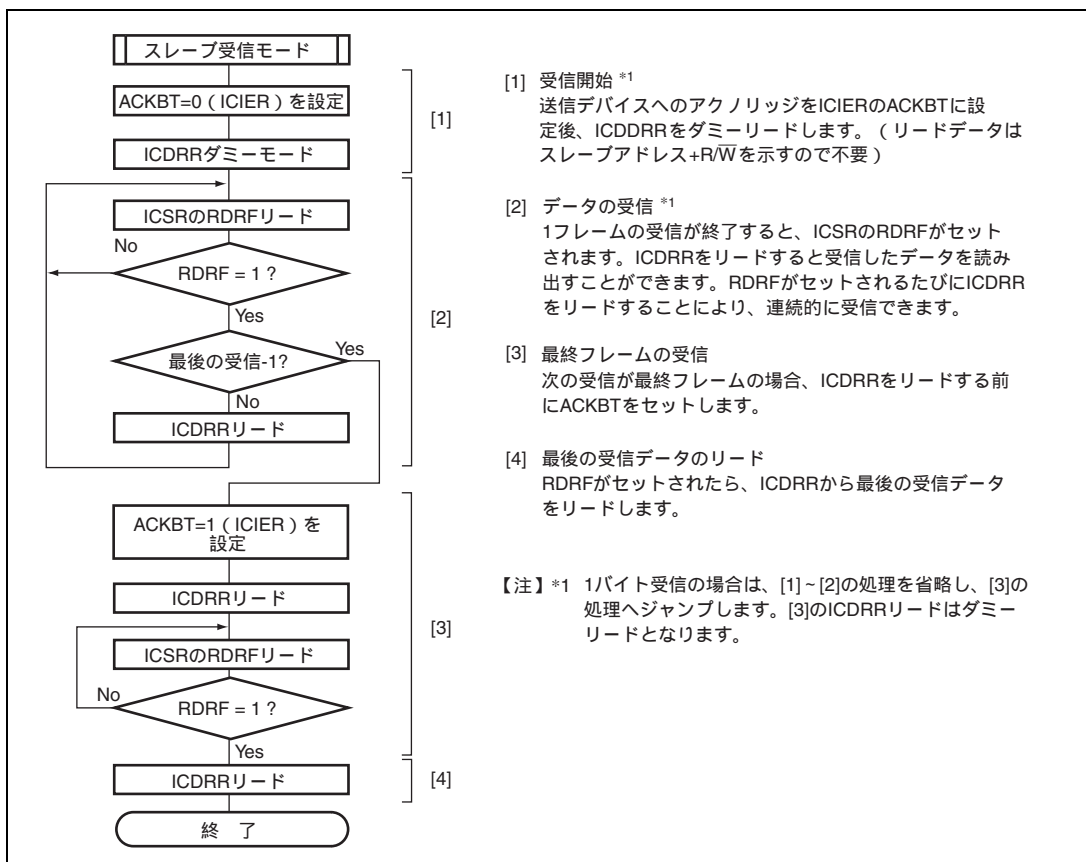 スレーブ受信モード
ACKBT=0（ICIER）を設定
ICDRRダミーモード
[1]
ICSRのRDRFリード
No
RDRF = 1 ?
Yes
[2]
最後の受信-1?
Yes
No
ICDRRリード
ACKBT=1（ICIER）を
設定
ICDRRリード
[3]
ICSRのRDRFリード
No
RDRF = 1 ?
Yes
ICDRRリード
[4]
終 了
[1] 受信開始 *1
送信デバイスへのアクノリッジをICIERのACKBTに設
定後、ICDDRRをダミーリードします。（リードデータは
スレーブアドレス+R/W̅を示すので不要）
[2] データの受信 *1
1フレームの受信が終了すると、ICSRのRDRFがセット
されます。ICDRRをリードすると受信したデータを読み
出すことができます。RDRFがセットされるたびにICDRR
をリードすることにより、連続的に受信できます。
[3] 最終フレームの受信
次の受信が最終フレームの場合、ICDRRをリードする前
にACKBTをセットします。
[4] 最後の受信データのリード
RDRFがセットされたら、ICDRRから最後の受信データ
をリードします。
【注】*1 1バイト受信の場合は、[1]~[2]の処理を省略し、[3]の
処理へジャンプします。[3]のICDRRリードはダミー
リードとなります。